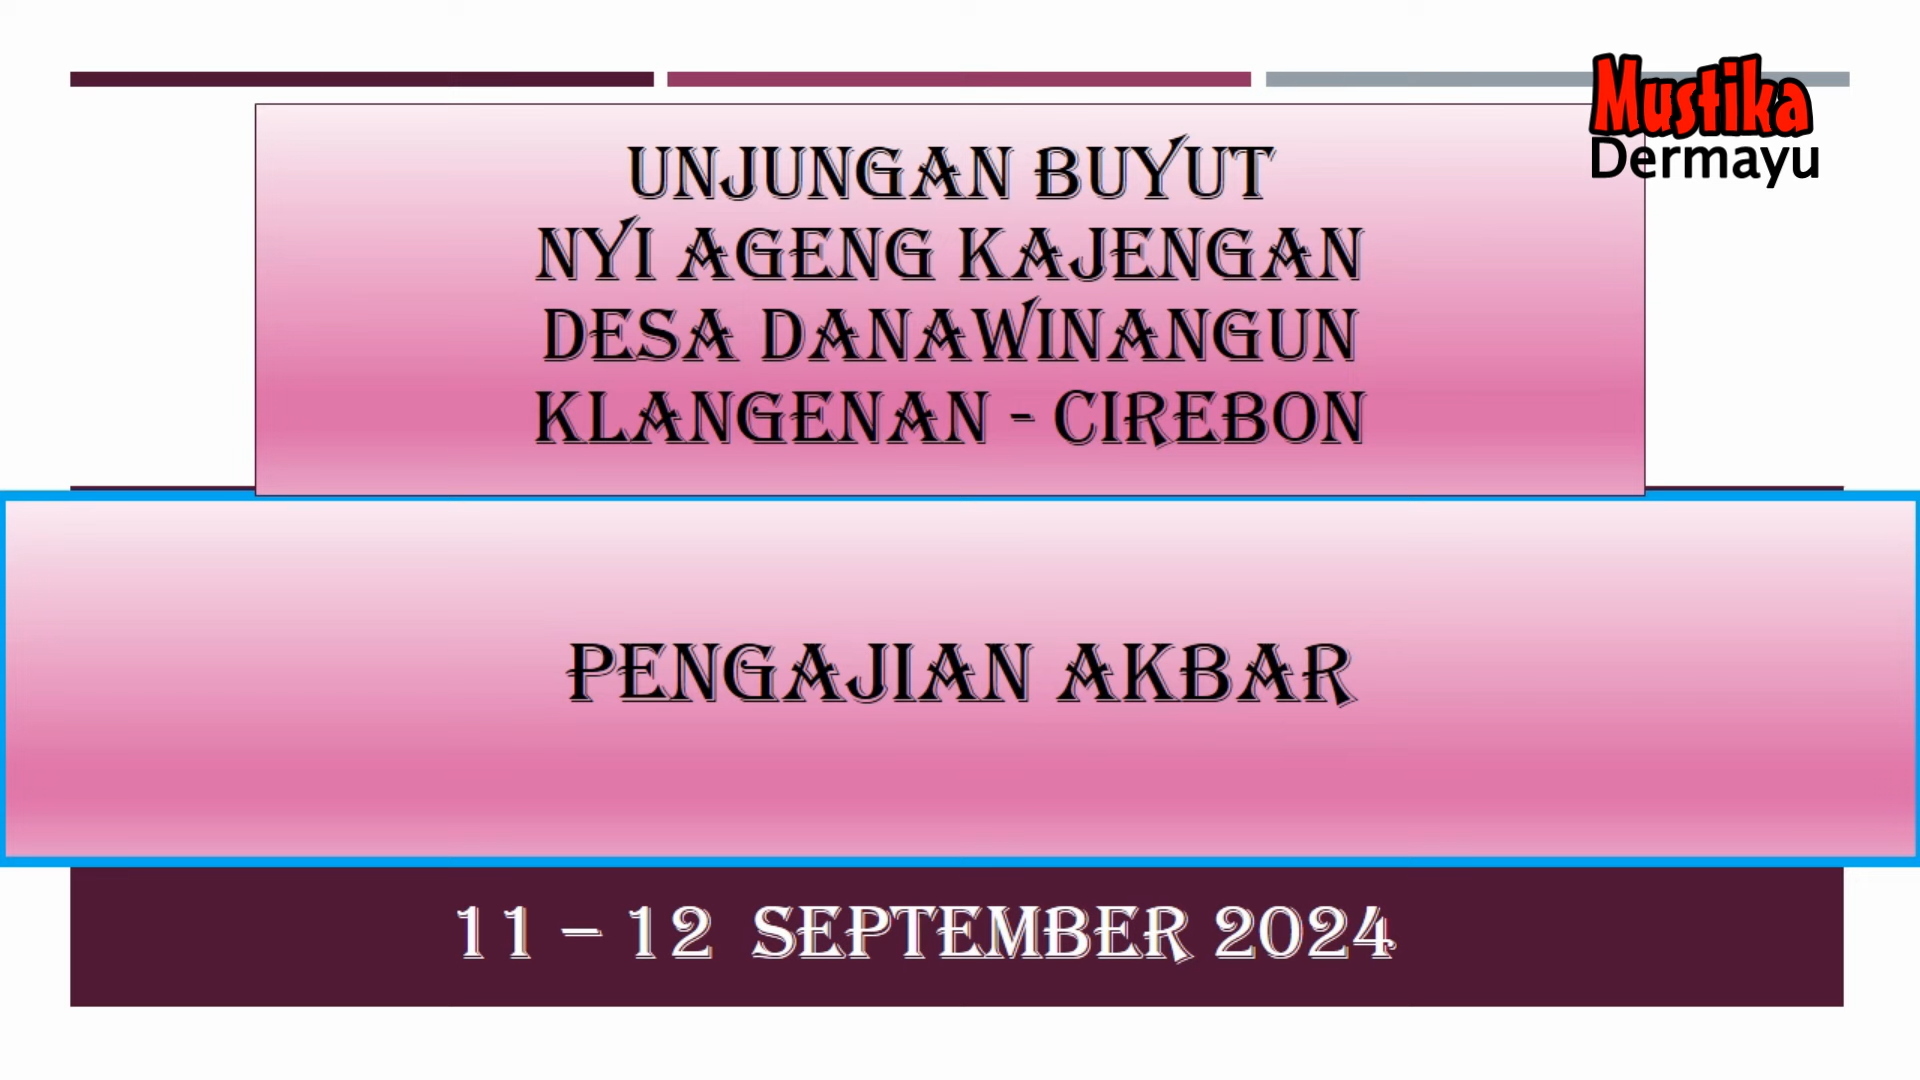 Mustika
Dermayu
UNJUNGAN BUYUT
NYI AGENG KAJENGAN
DESA DANAWINANGUN
KLANGENAN - CIREBON
PENGAJIAN AKBAR
11 – 12 SEPTEMBER 2024